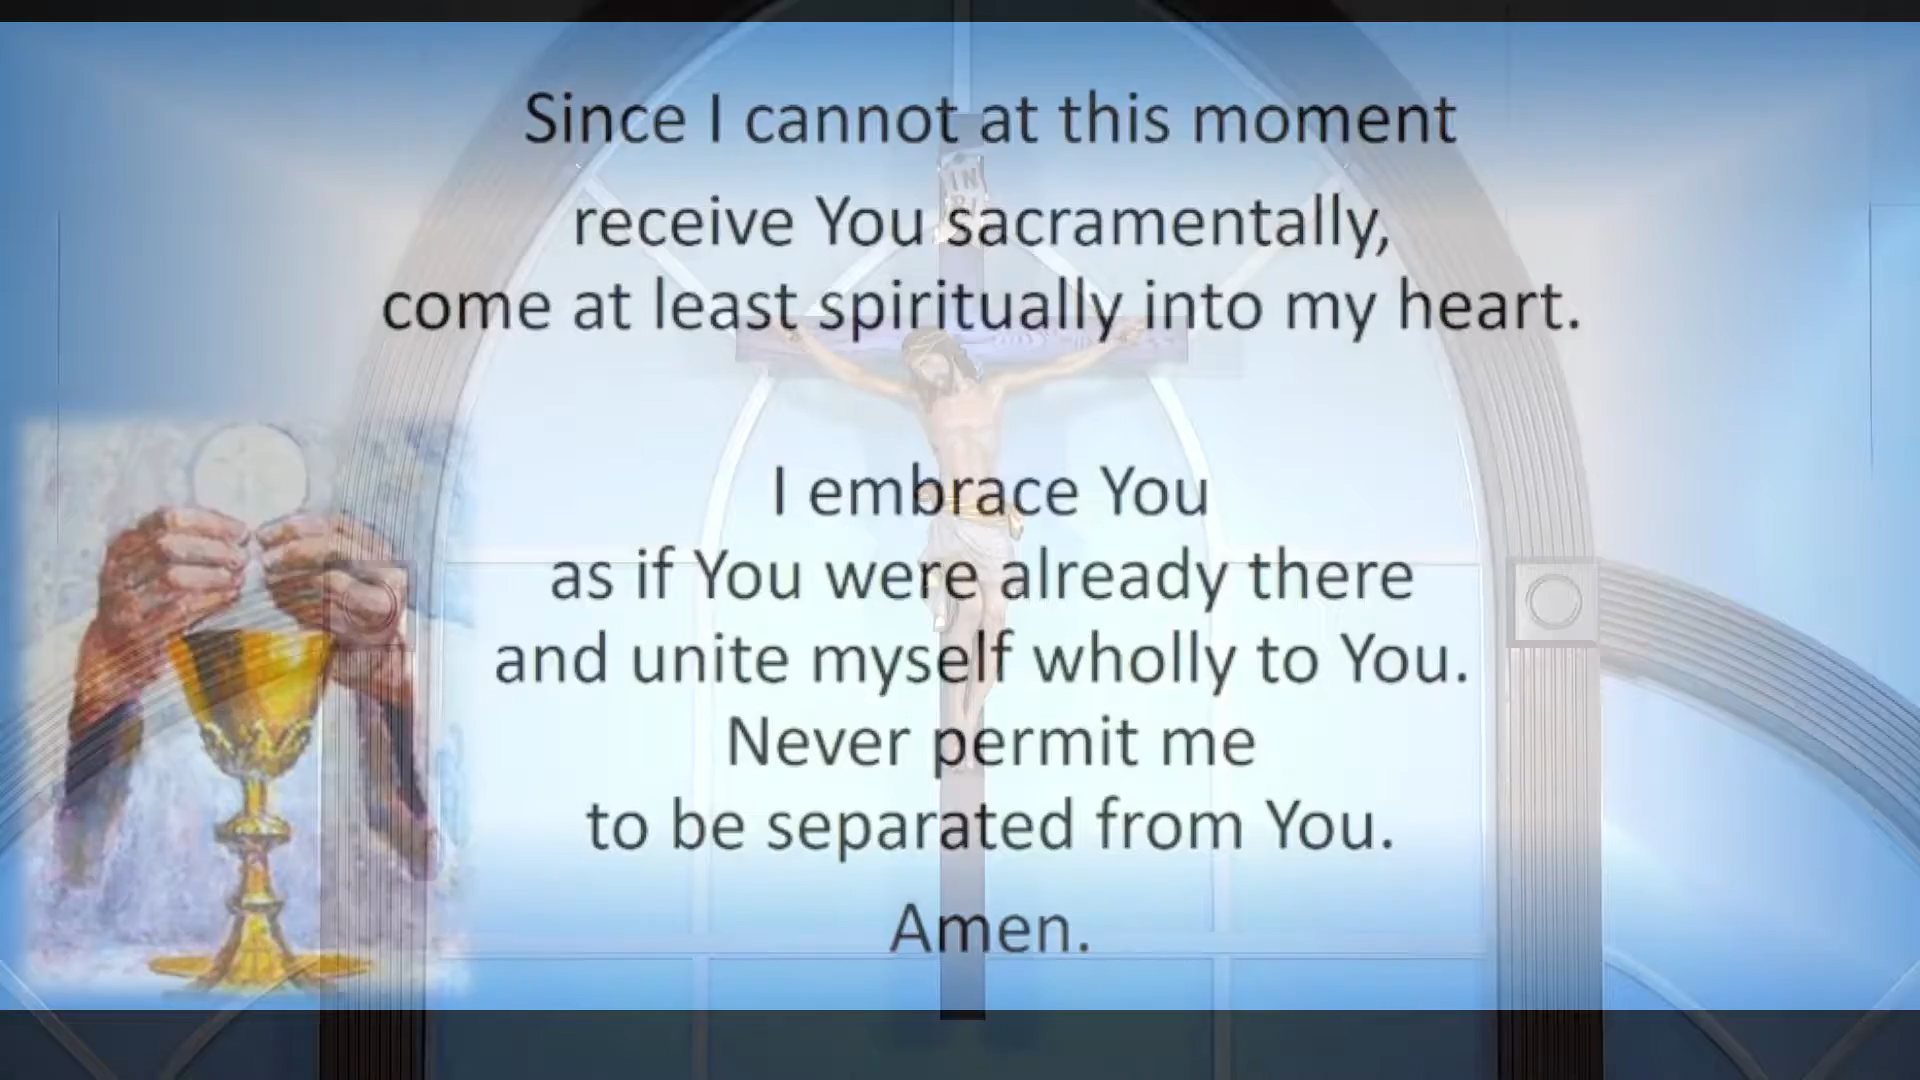 Since I cannot at this moment
receive You sacramentally,
come at least spiritually into my heart.
I embrace You
as if You were already there
and unite myself wholly to You.
Never permit me
to be separated from You.
Amen.